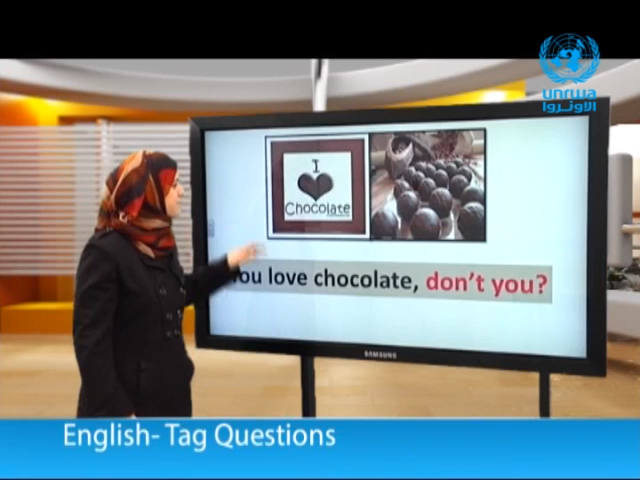 unrwa
الأونروا
I
Chocolate
You love chocolate, don't you?
SAMSUNG
English- Tag Questions